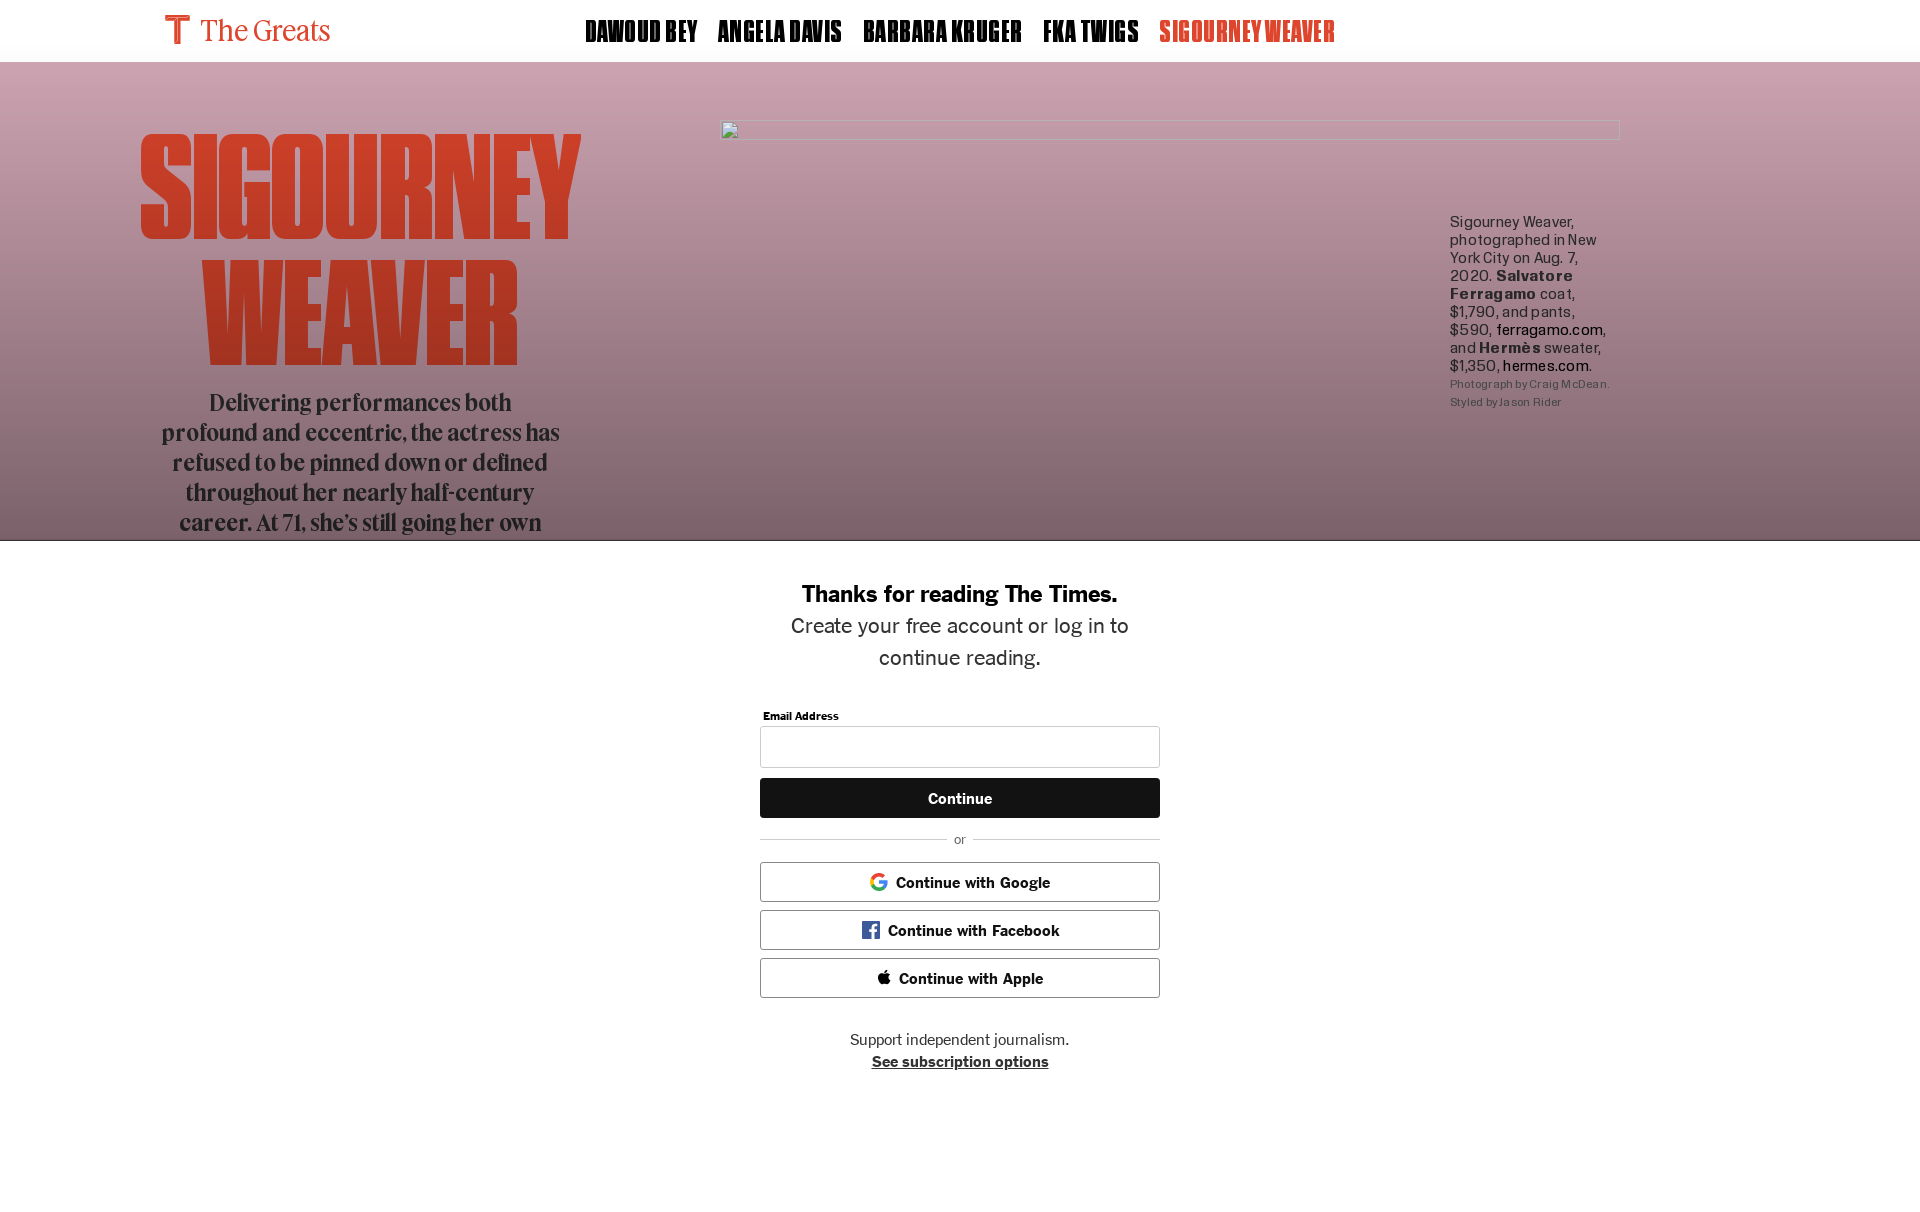 The Greats
DAWOUD BEY ANGELA DAVIS BARBARA KRUGER FKA TWIGS SIGOURNEY WEAVER
SIGOURNEY
WEAVER
Delivering performances both
profound and eccentric, the actress has
refused to be pinned down or defined
throughout her nearly half-century
career. At 71, she’s still going her own
Sigourney Weaver,
photographed in New
York City on Aug. 7,
2020. Salvatore
Ferragamo coat,
$1,790, and pants,
$590, ferragamo.com,
and Hermès sweater,
$1,350, hermes.com.
Photograph by Craig McDean.
Styled by Jason Rider
Thanks for reading The Times.
Create your free account or log in to
continue reading.
Email Address
Continue
or
Continue with Google
Continue with Facebook
Continue with Apple
Support independent journalism.
See subscription options